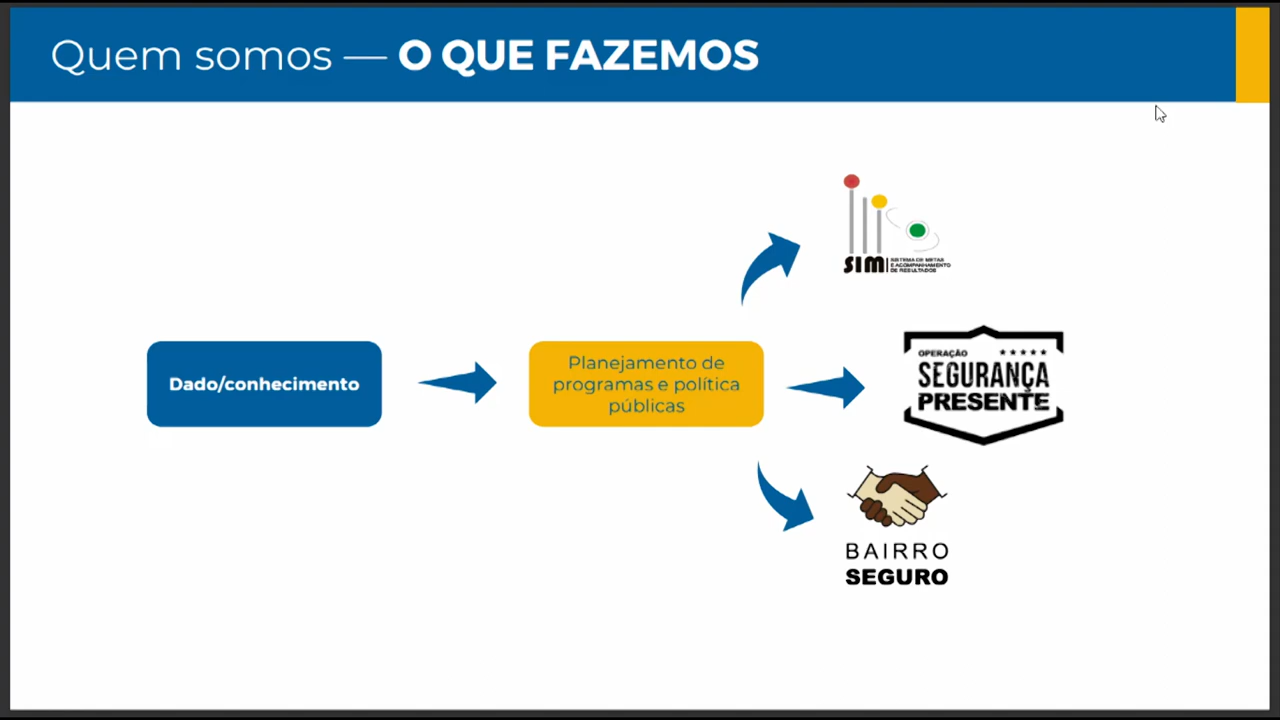 Quem somos — O QUE FAZEMOS
SIM
SISTEMA DE METAS
E ACOMPANHAMENTO
DE RESULTADOS
Dado/conhecimento
Planejamento de
programas e política
públicas
OPERAÇÃO
SEGURANÇA
PRESENTE
BAIRRO
SEGURO